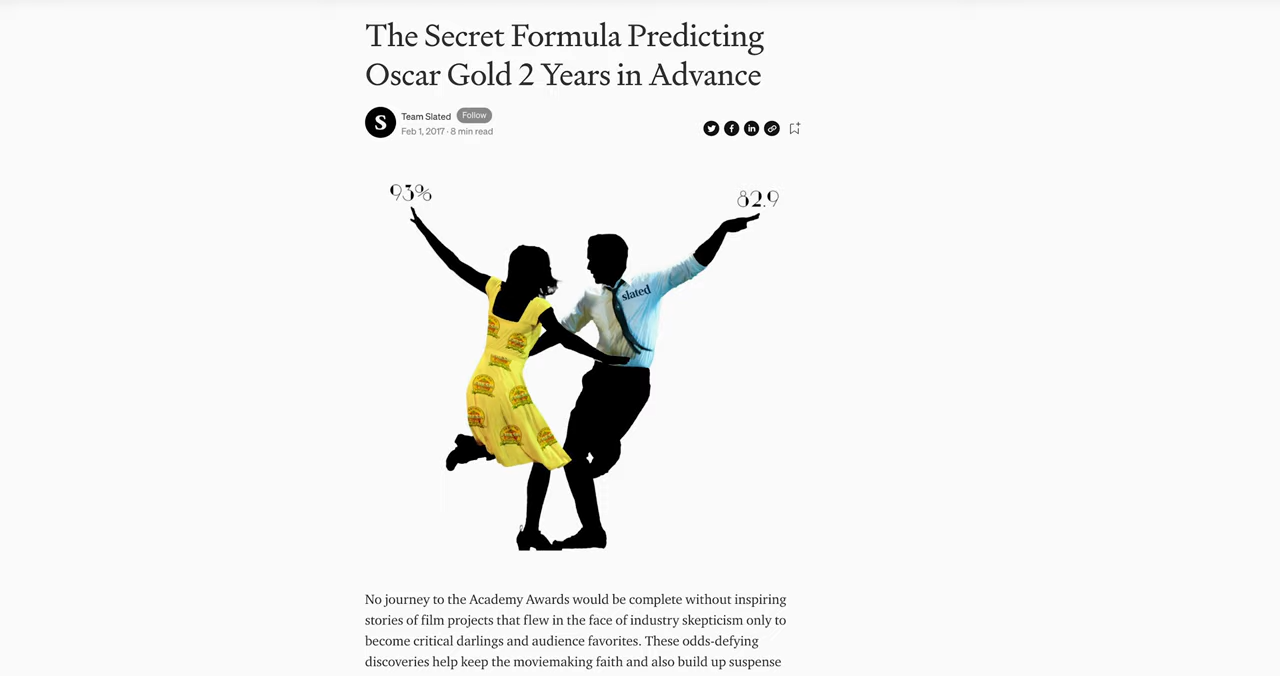 The Secret Formula Predicting
Oscar Gold 2 Years in Advance
S
Team Slated
Follow
Feb 1, 2017 · 8 min read
93%
82.9
slated
No journey to the Academy Awards would be complete without inspiring
stories of film projects that flew in the face of industry skepticism only to
become critical darlings and audience favorites. These odds-defying
discoveries help keep the moviemaking faith and also build up suspense